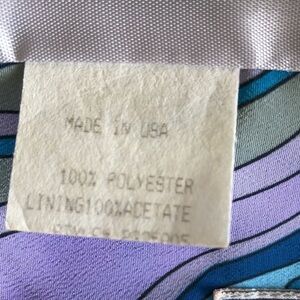 MADE IN USA
100% POLYESTER
LINING100%ACETATE